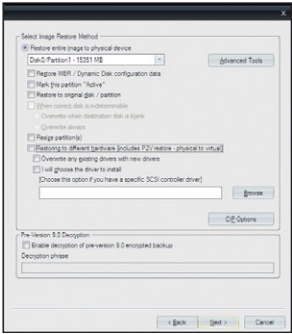 Select Image Restore Method
Restore entire image to physical device
Disk0/Partition1 - 15351 MB
Advanced Tools
Restore MBR / Dynamic Disk configuration data
Mark this partition "Active"
Restore to original disk / partition
When correct disk is indeterminable
Overwrite when destination disk is blank
Overwrite always
Resize partition(s)
Restoring to different hardware [includes P2V restore - physical to virtual]
Overwrite any existing drivers with new drivers
I will choose the driver to install
[Choose this option if you have a specific SCSI controller driver]
Browse
Options
Pre-Version 9.0 Decryption
Enable decryption of pre-version 9.0 encrypted backup
Decryption phrase
< Back
Next >
Cancel